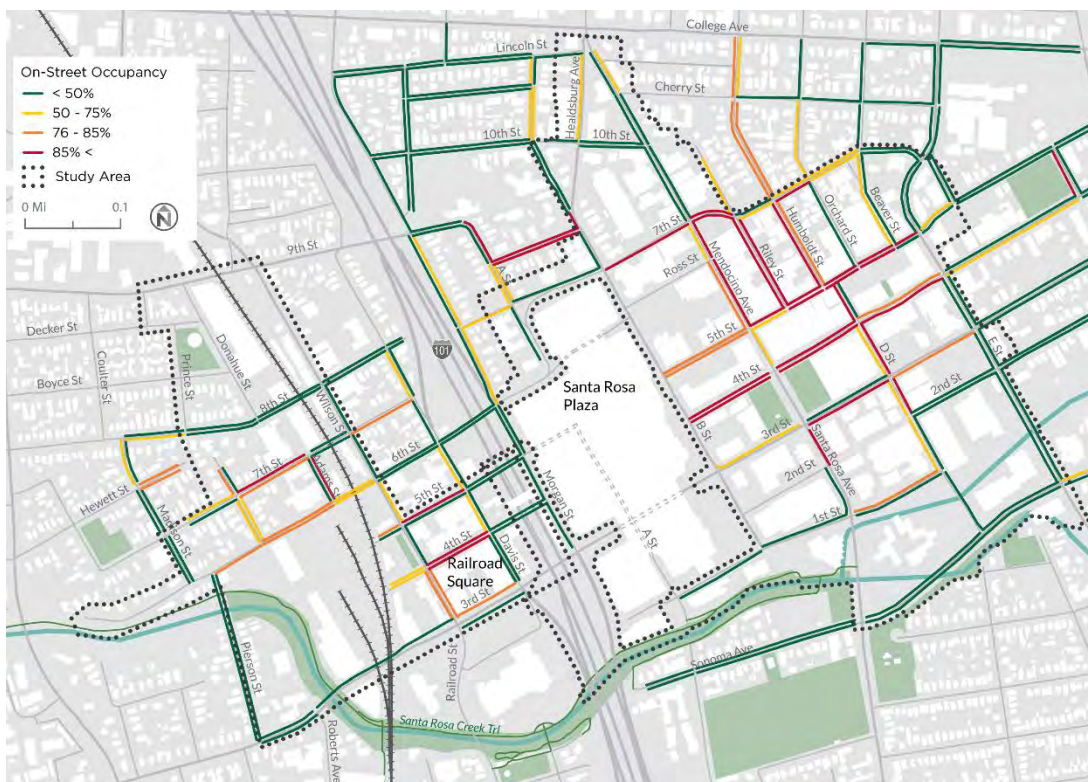 On-Street Occupancy
< 50%
50 - 75%
76 - 85%
85% <
Study Area
0 Mi 0.1
N
College Ave
Lincoln St
Healdsburg Ave
Cherry St
10th St
10th St
9th St
7th St
Ross St
Mendocino Ave
Riley St
Humboldt St
Orchard St
Beaver St
A St
Decker St
Boyce St
Coulter St
Prince St
Donahue St
Wilson St
8th St
101
Santa Rosa
Plaza
5th St
4th St
D St
E St
2nd St
B St
3rd St
2nd St
Santa Rosa Ave
1st St
Hewett St
Madison St
7th St
Adams St
6th St
5th St
4th St
Davis St
Morgan St
A St
Railroad
Square
3rd St
Railroad St
Pierson St
Roberts Ave
Santa Rosa Creek Trl
Sonoma Ave